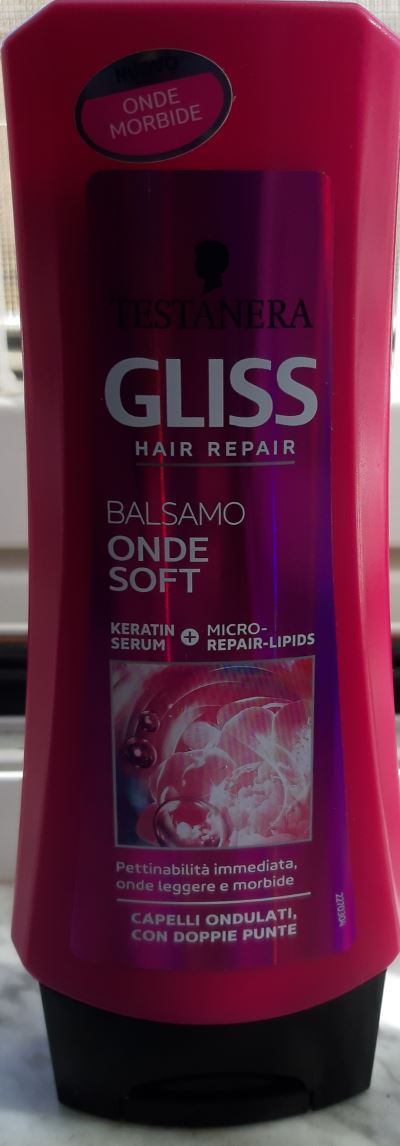 NUOVO
ONDE
MORBIDE
TESTANERA
GLISS
HAIR REPAIR
BALSAMO
ONDE
SOFT
KERATIN SERUM + MICRO-REPAIR-LIPIDS
Pettinabilità immediata,
onde leggere e morbide
CAPELLI ONDULATI,
CON DOPPIE PUNTE